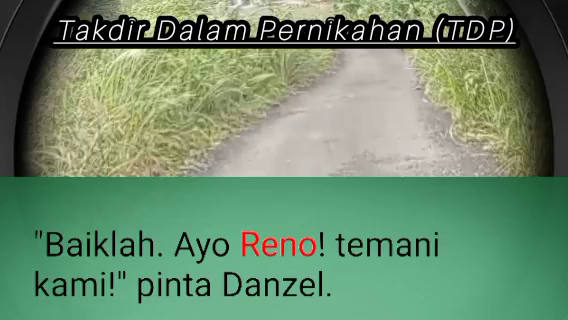 Takdir Dalam Pernikahan (TDP)
"Baiklah. Ayo Reno! temani
kami!" pinta Danzel.